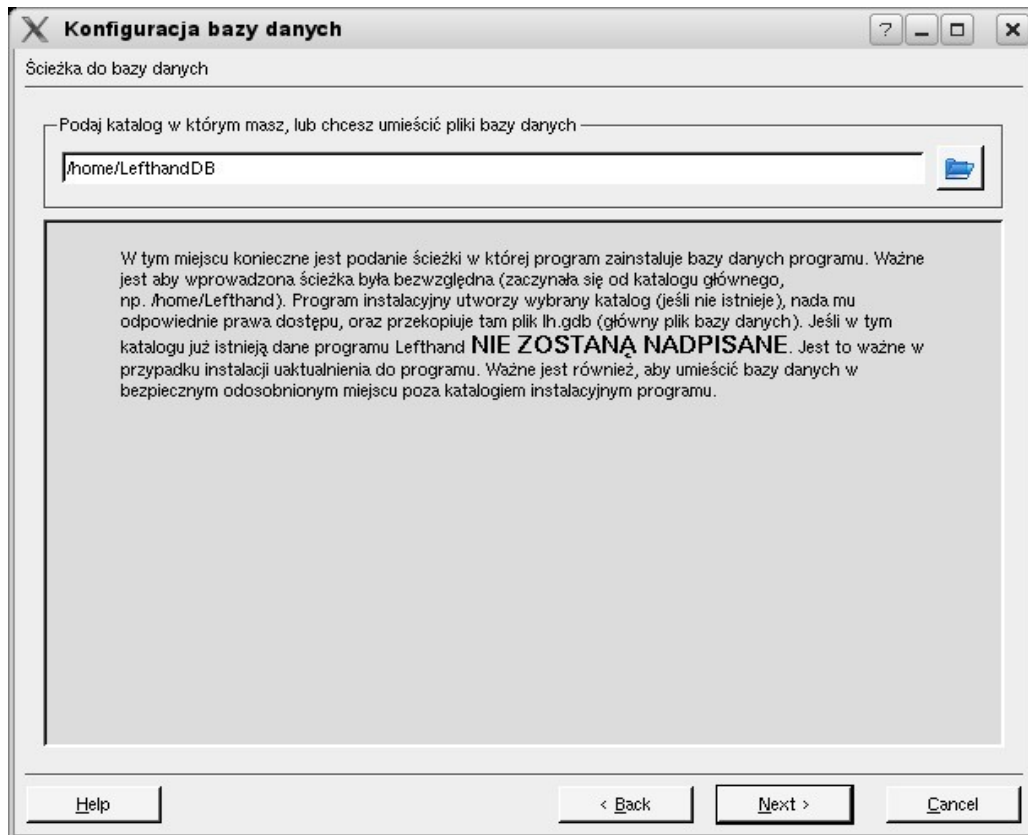 Konfiguracja bazy danych
Ścieżka do bazy danych
Podaj katalog w którym masz, lub chcesz umieścić pliki bazy danych
/home/LefthandDB
W tym miejscu konieczne jest podanie ścieżki w której program zainstaluje bazy danych programu. Ważne
jest aby wprowadzona ścieżka była bezwzględna (zaczynała się od katalogu głównego,
np. /home/Lefthand). Program instalacyjny utworzy wybrany katalog (jeśli nie istnieje), nada mu
odpowiednie prawa dostępu, oraz przekopiuje tam plik lh.gdb (główny plik bazy danych). Jeśli w tym
katalogu już istnieją dane programu Lefthand NIE ZOSTANĄ NADPISANE. Jest to ważne w
przypadku instalacji uaktualnienia do programu. Ważne jest również, aby umieścić bazy danych w
bezpiecznym odosobnionym miejscu poza katalogiem instalacyjnym programu.
Help
< Back
Next >
Cancel